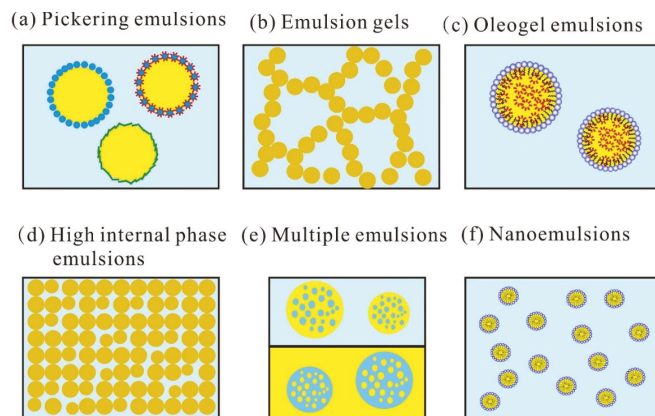 (a) Pickering emulsions
(b) Emulsion gels
(c) Oleogel emulsions
(d) High internal phase
emulsions
(e) Multiple emulsions
(f) Nanoemulsions